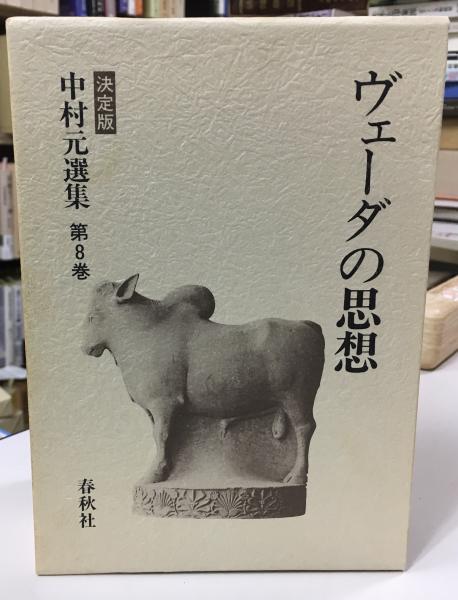 ヴェーダの思想
決定版
中村元選集 第8巻
春秋社